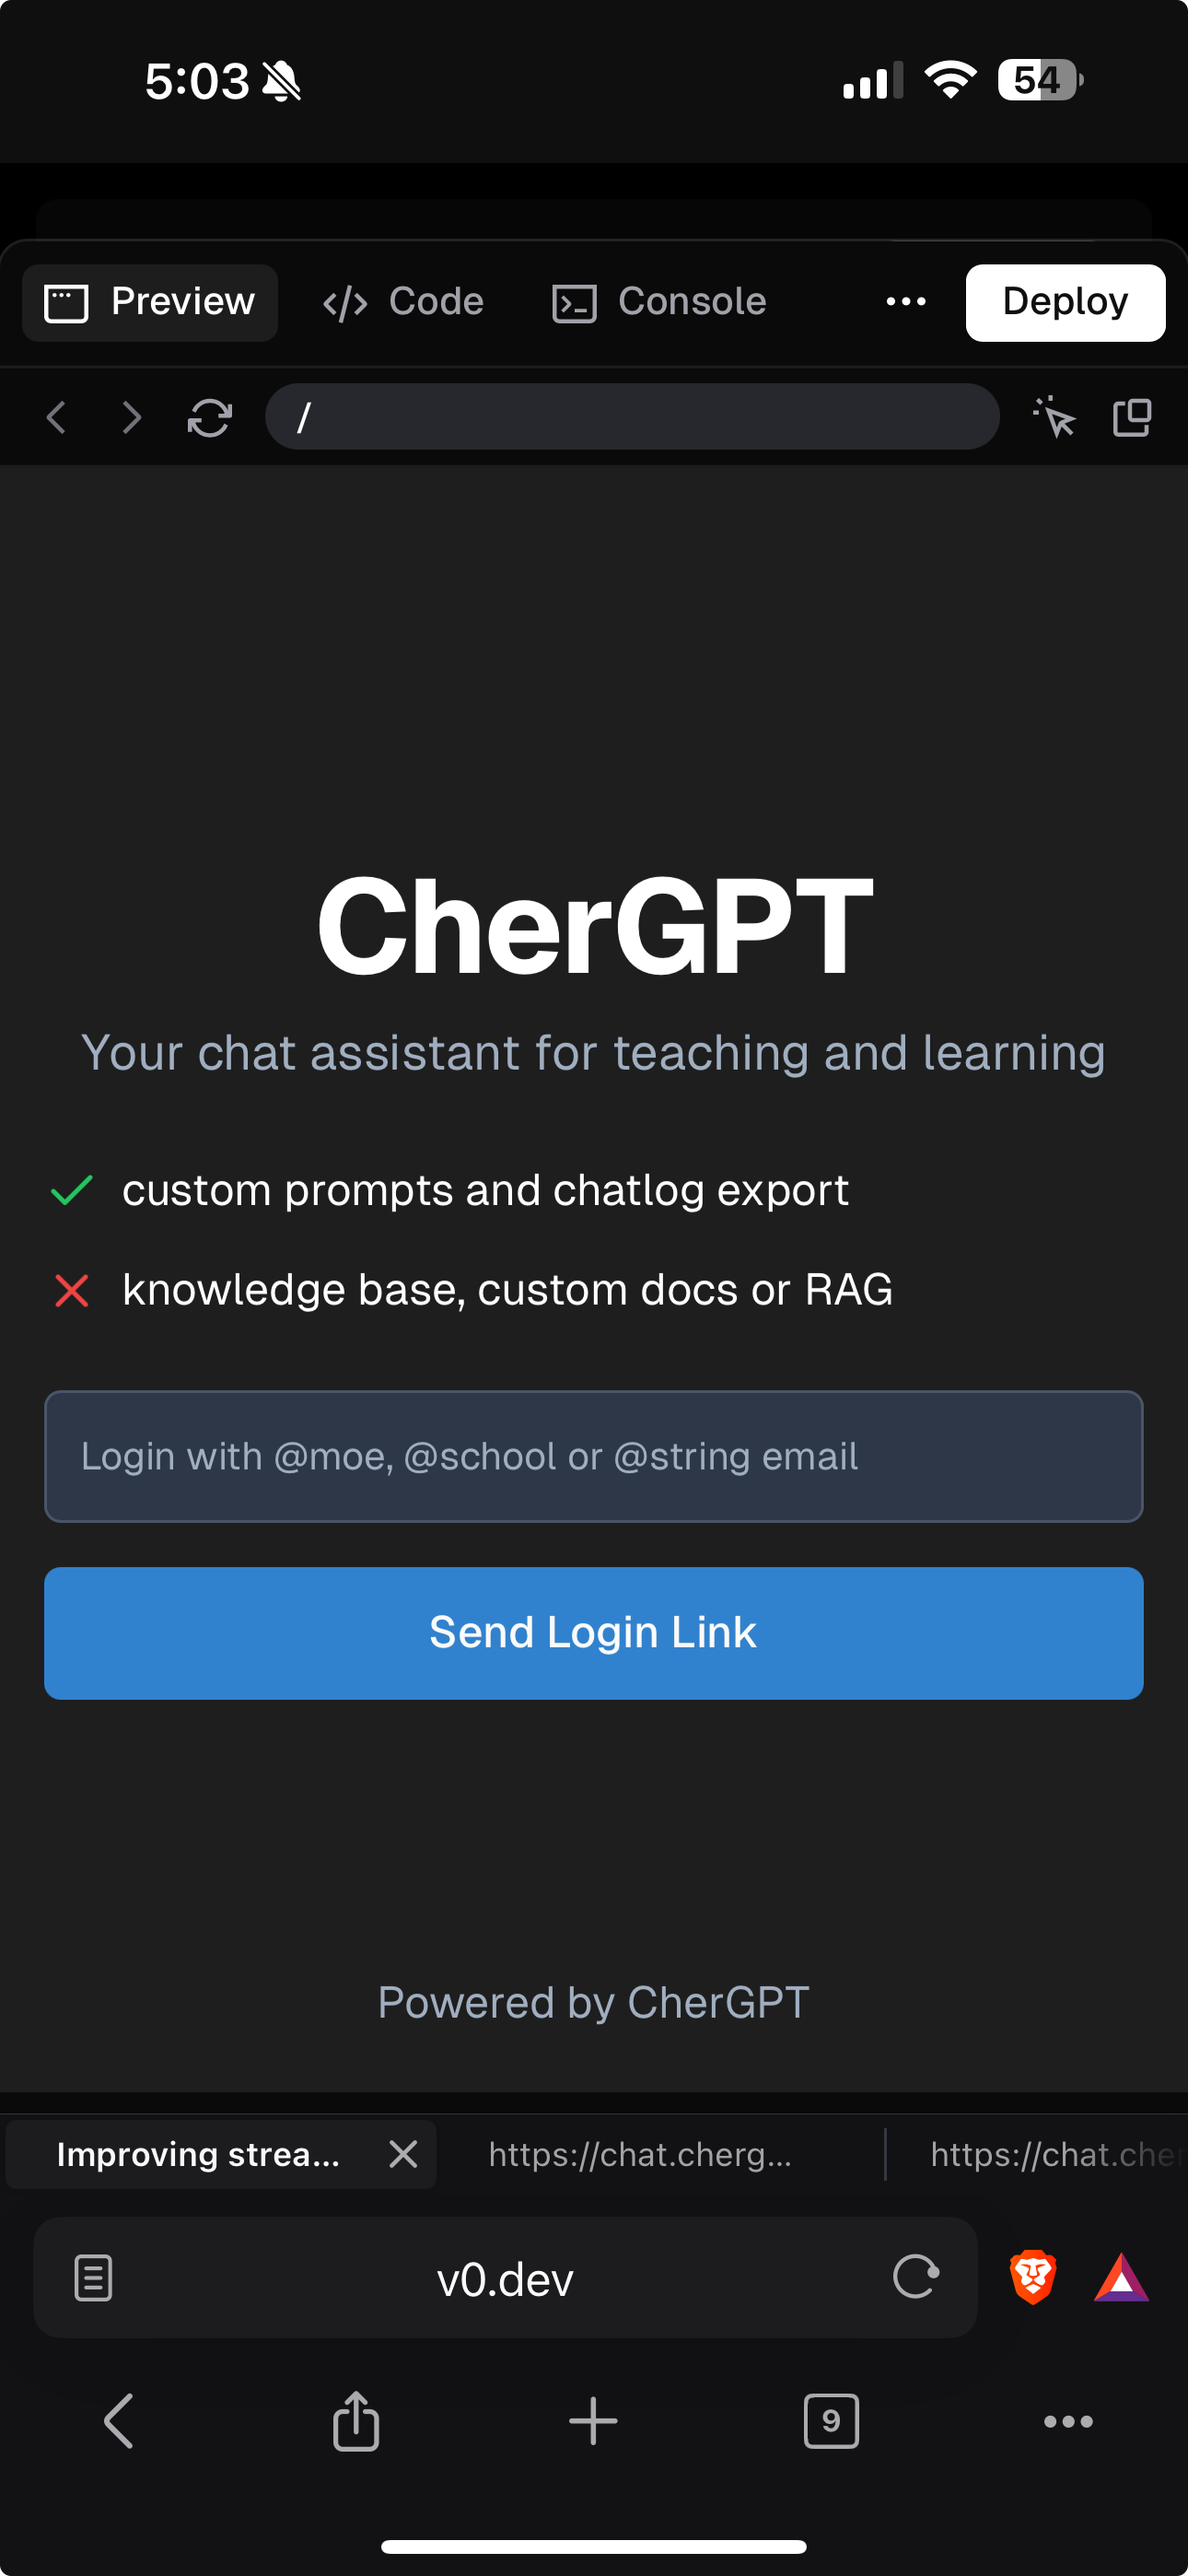 5:03
54
Preview
Code
Console
Deploy
/
CherGPT
Your chat assistant for teaching and learning
custom prompts and chatlog export
knowledge base, custom docs or RAG
Login with @moe, @school or @string email
Send Login Link
Powered by CherGPT
Improving strea...
https://chat.cherg...
https://chat.cher
v0.dev
9